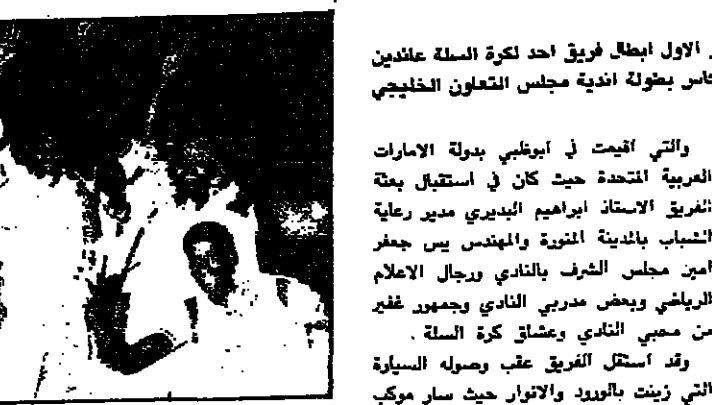 الاول ابطال فريق احد لكرة السلة عائدين
كاس بطولة اندية مجلس التعاون الخليجي
والتي اقيمت في ابوظبي بدولة الامارات
العربية المتحدة حيث كان في استقبال بعثة
الفريق الاستاذ ابراهيم البديري مدير رعاية
الشباب بالمدينة المنورة والمهندس يس جعفر
امين مجلس الشرف بالنادي ورجال الاعلام
الرياضي وبعض مدربي النادي وجمهور غفير
من محبي النادي وعشاق كرة السلة .
وقد استقل الفريق عقب وصوله السيارة
التي زينت بالورود والانوار حيث سار موكب